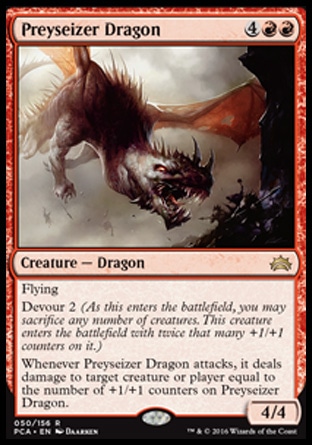 Preyseizer Dragon 4
Creature — Dragon
Flying
Devour 2 (As this enters the battlefield, you may
sacrifice any number of creatures. This creature
enters the battlefield with twice that many +1/+1
counters on it.)
Whenever Preyseizer Dragon attacks, it deals
damage to target creature or player equal
to the number of +1/+1 counters on Preyseizer
Dragon.
4/4
050/156 R
PCA • EN DAARKEN
™ & © 2016 Wizards of the Coast